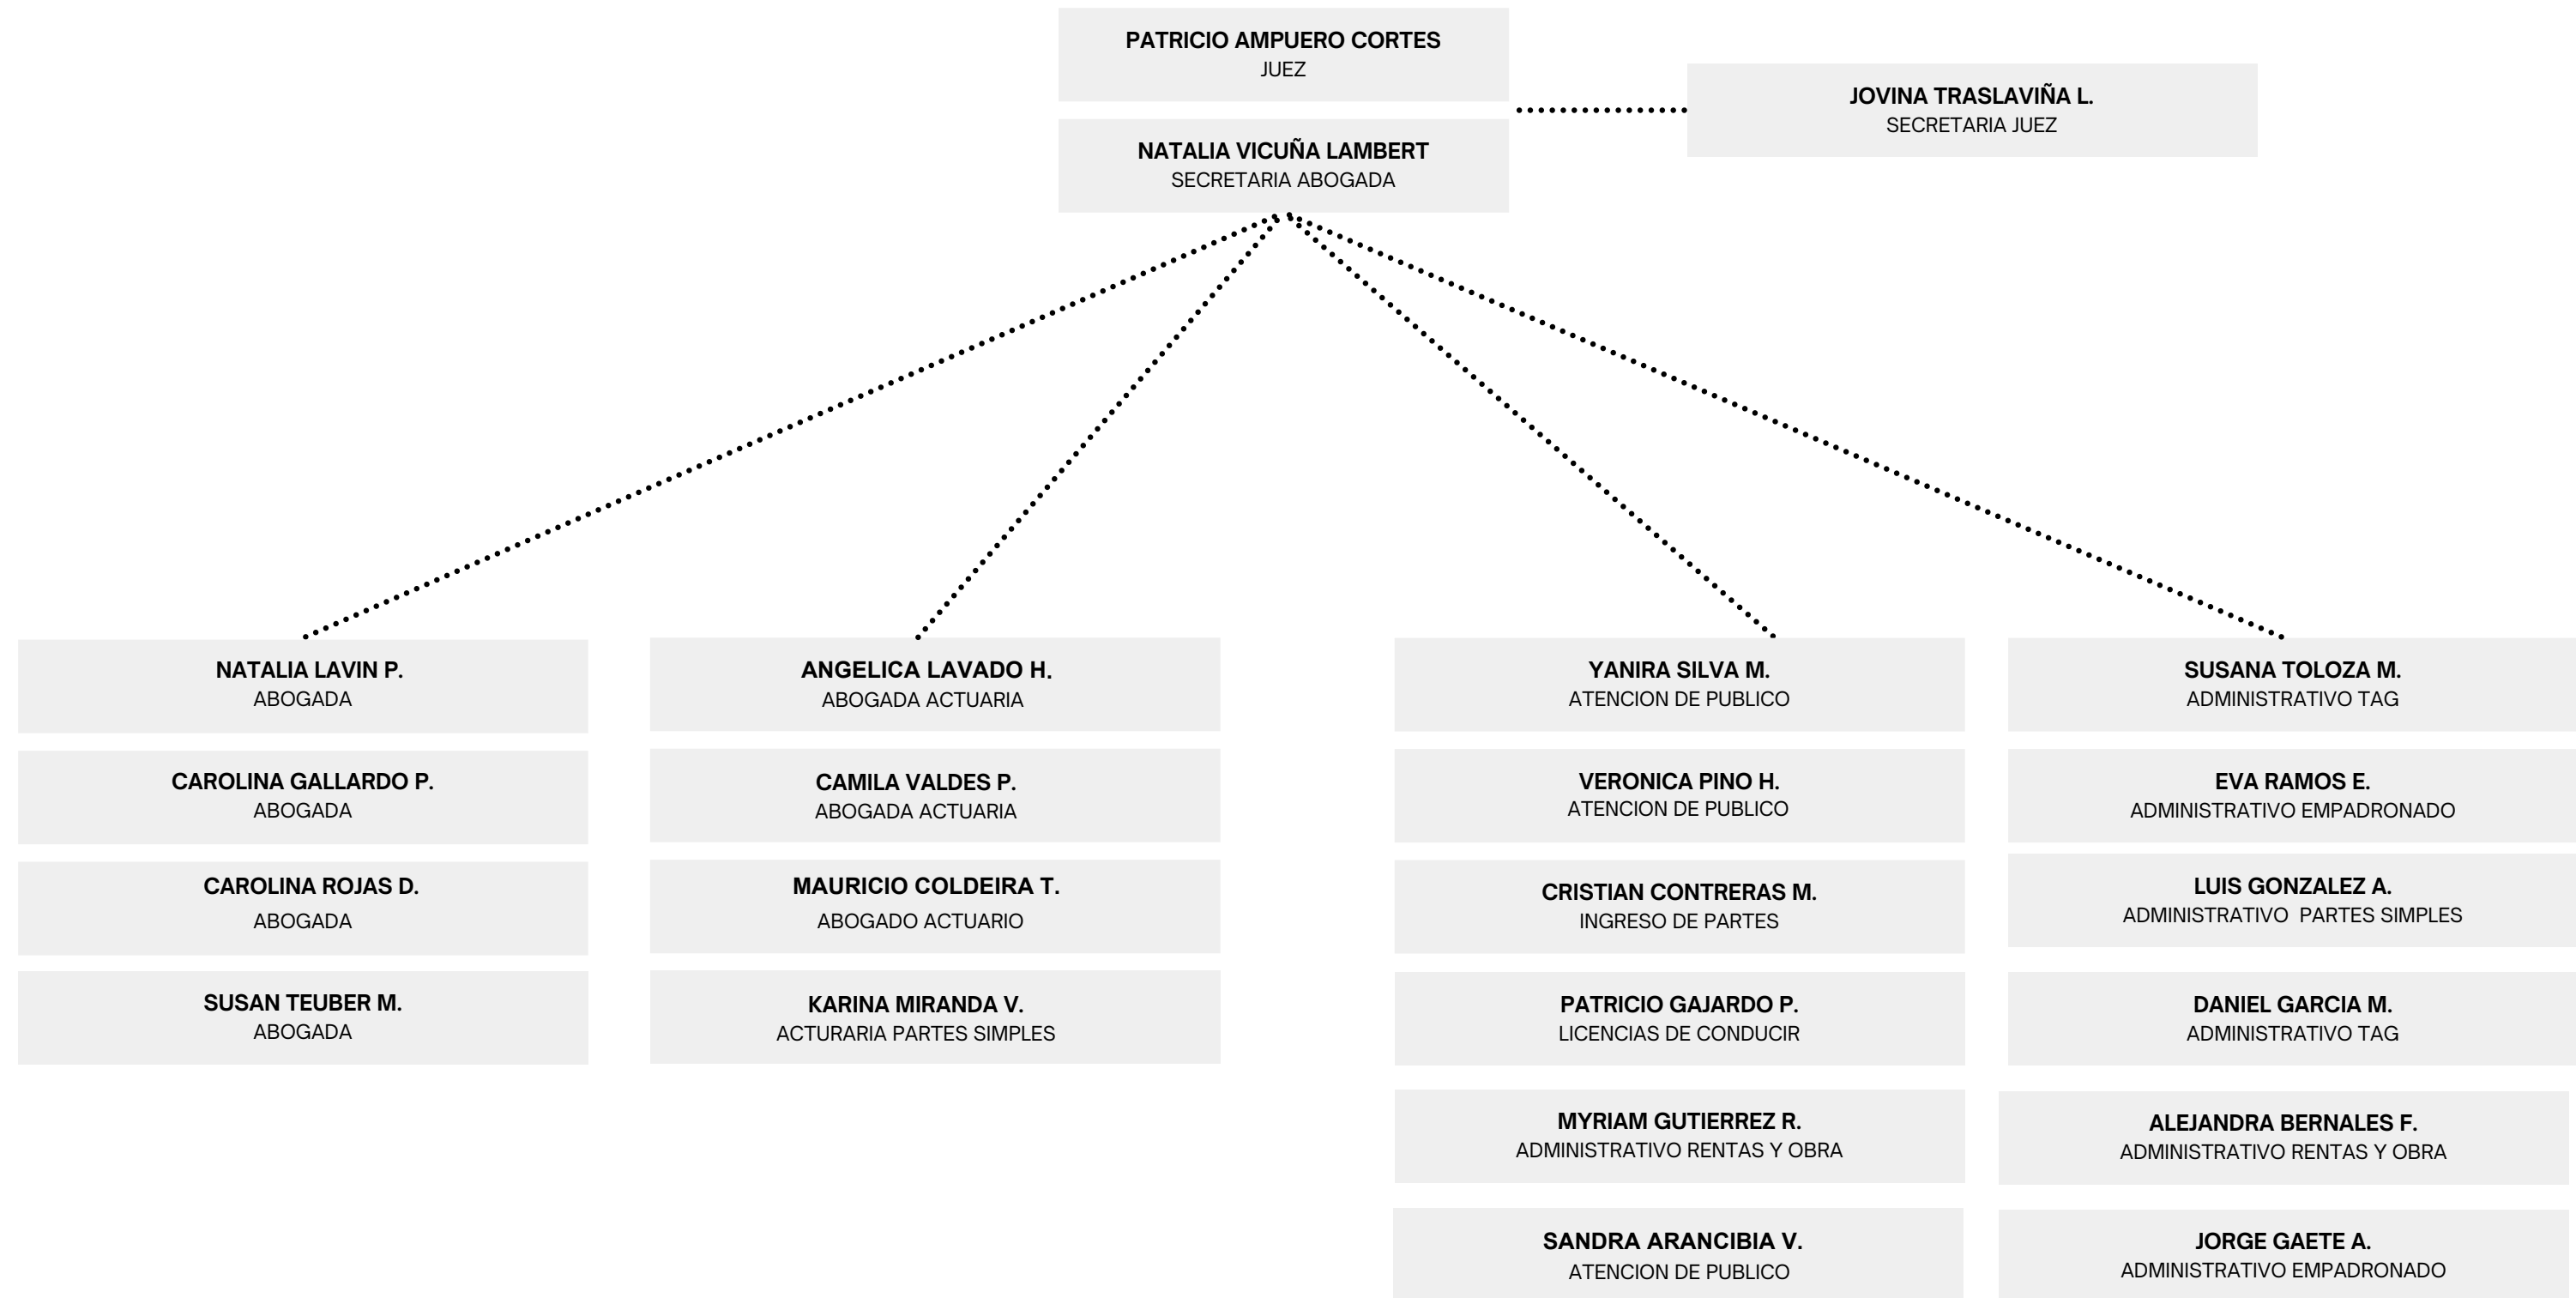 PATRICIO AMPUERO CORTES
JUEZ
JOVINA TRASLAVIÑA L.
SECRETARIA JUEZ
NATALIA VICUÑA LAMBERT
SECRETARIA ABOGADA
NATALIA LAVIN P.
ABOGADA
CAROLINA GALLARDO P.
ABOGADA
CAROLINA ROJAS D.
ABOGADA
SUSAN TEUBER M.
ABOGADA
ANGELICA LAVADO H.
ABOGADA ACTUARIA
CAMILA VALDES P.
ABOGADA ACTUARIA
MAURICIO COLDEIRA T.
ABOGADO ACTUARIO
KARINA MIRANDA V.
ACTURARIA PARTES SIMPLES
YANIRA SILVA M.
ATENCION DE PUBLICO
VERONICA PINO H.
ATENCION DE PUBLICO
CRISTIAN CONTRERAS M.
INGRESO DE PARTES
PATRICIO GAJARDO P.
LICENCIAS DE CONDUCIR
MYRIAM GUTIERREZ R.
ADMINISTRATIVO RENTAS Y OBRA
SANDRA ARANCIBIA V.
ATENCION DE PUBLICO
SUSANA TOLOZA M.
ADMINISTRATIVO TAG
EVA RAMOS E.
ADMINISTRATIVO EMPADRONADO
LUIS GONZALEZ A.
ADMINISTRATIVO  PARTES SIMPLES
DANIEL GARCIA M.
ADMINISTRATIVO TAG
ALEJANDRA BERNALES F.
ADMINISTRATIVO RENTAS Y OBRA
JORGE GAETE A.
ADMINISTRATIVO EMPADRONADO